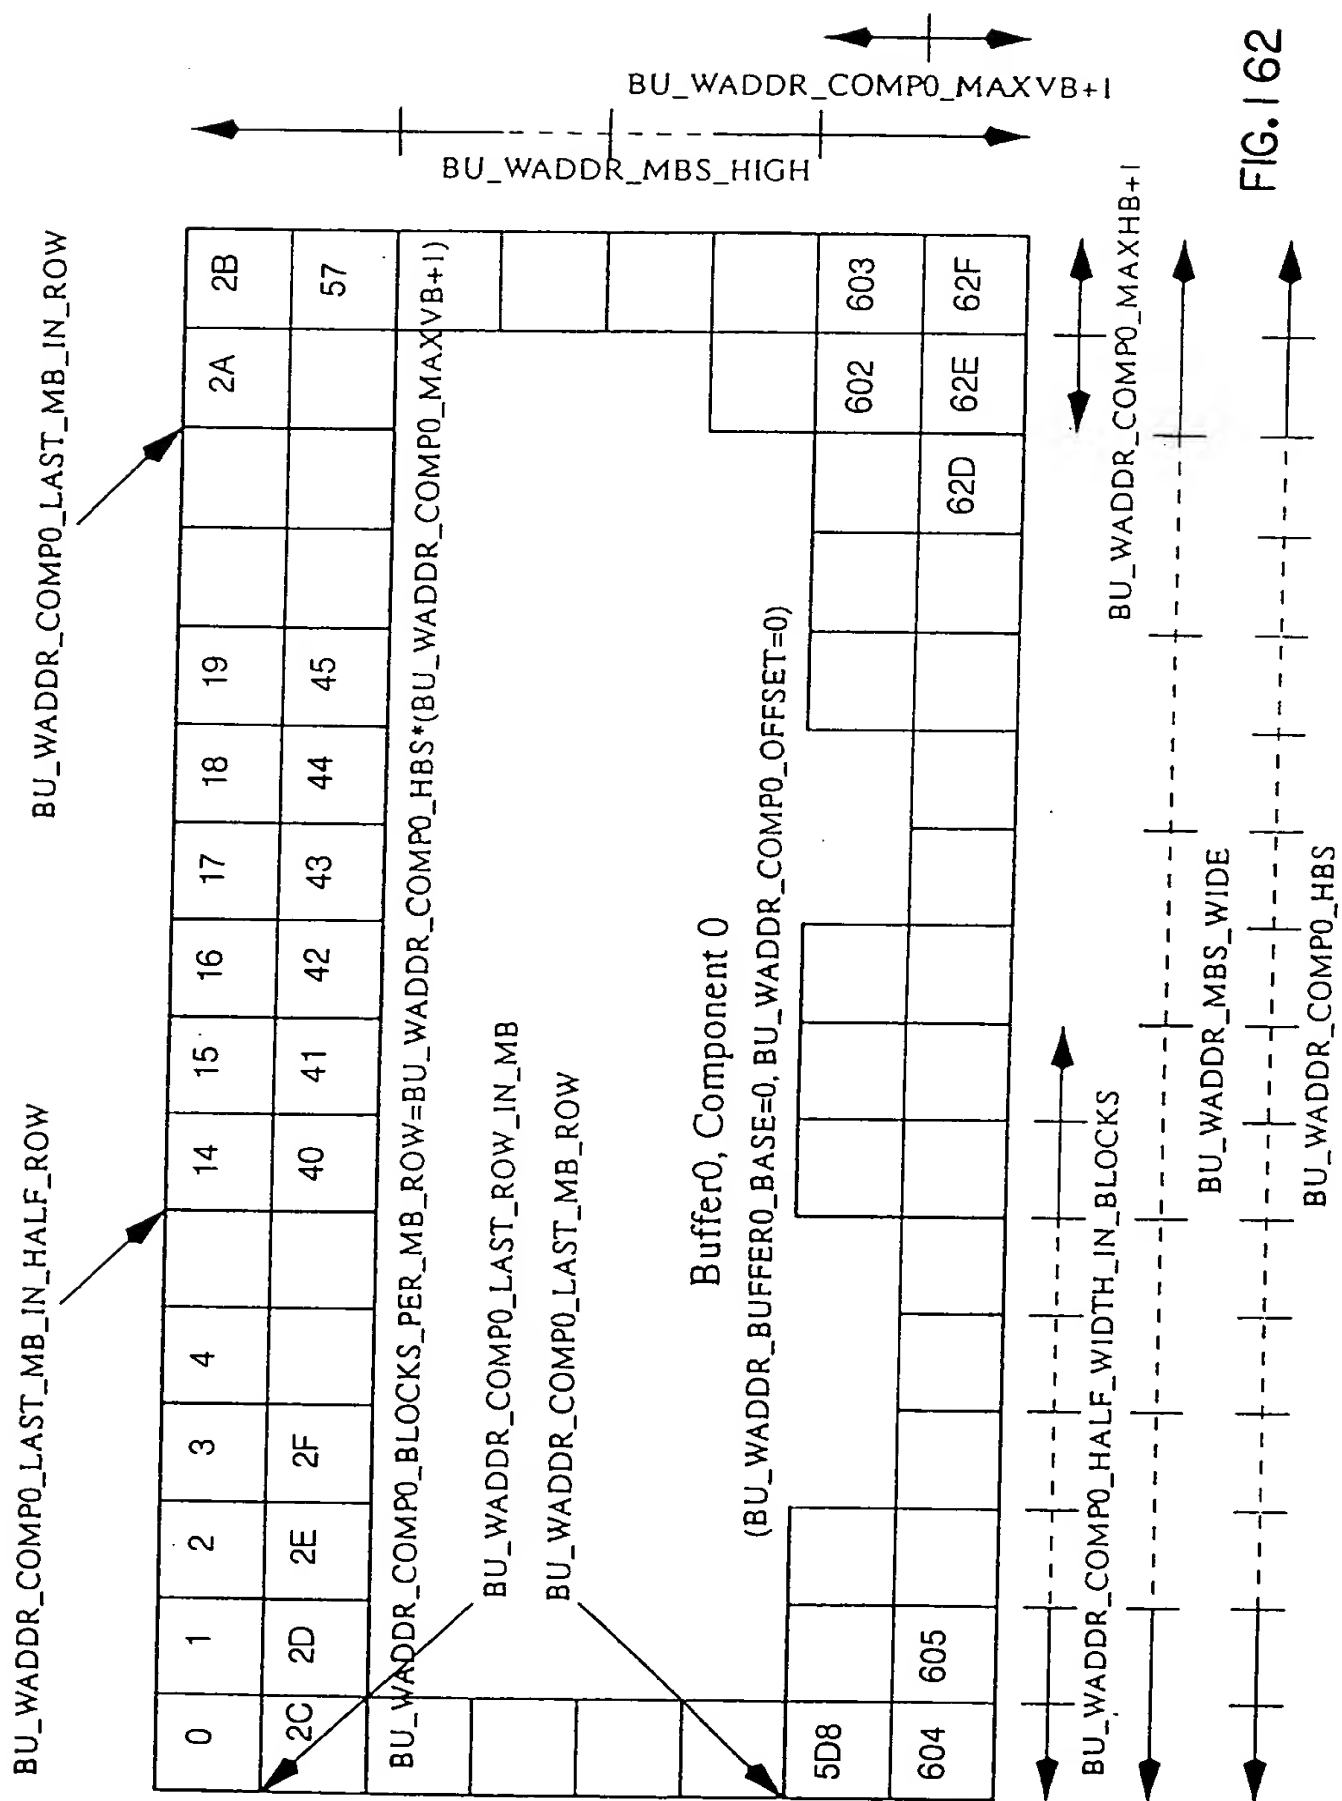 BU_WADDR_COMP0_LAST_MB_IN_HALF_ROW
BU_WADDR_COMP0_LAST_MB_IN_ROW
0 1 2 3 4 14 15 16 17 18 19 2A 2B
2C 2D 2E 2F 40 41 42 43 44 45 57
BU_WADDR_COMP0_BLOCKS_PER_MB_ROW=BU_WADDR_COMP0_HBS*(BU_WADDR_COMP0_MAXVB+1)
BU_WADDR_COMP0_LAST_ROW_IN_MB
BU_WADDR_COMP0_LAST_MB_ROW
Buffer0, Component 0
(BU_WADDR_BUFFER0_BASE=0, BU_WADDR_COMP0_OFFSET=0)
5D8 602 603
604 605 62D 62E 62F
BU_WADDR_MBS_HIGH
BU_WADDR_COMP0_MAXVB+1
BU_WADDR_COMP0_HALF_WIDTH_IN_BLOCKS
BU_WADDR_COMP0_MAXHB+1
BU_WADDR_MBS_WIDE
BU_WADDR_COMP0_HBS
FIG.162